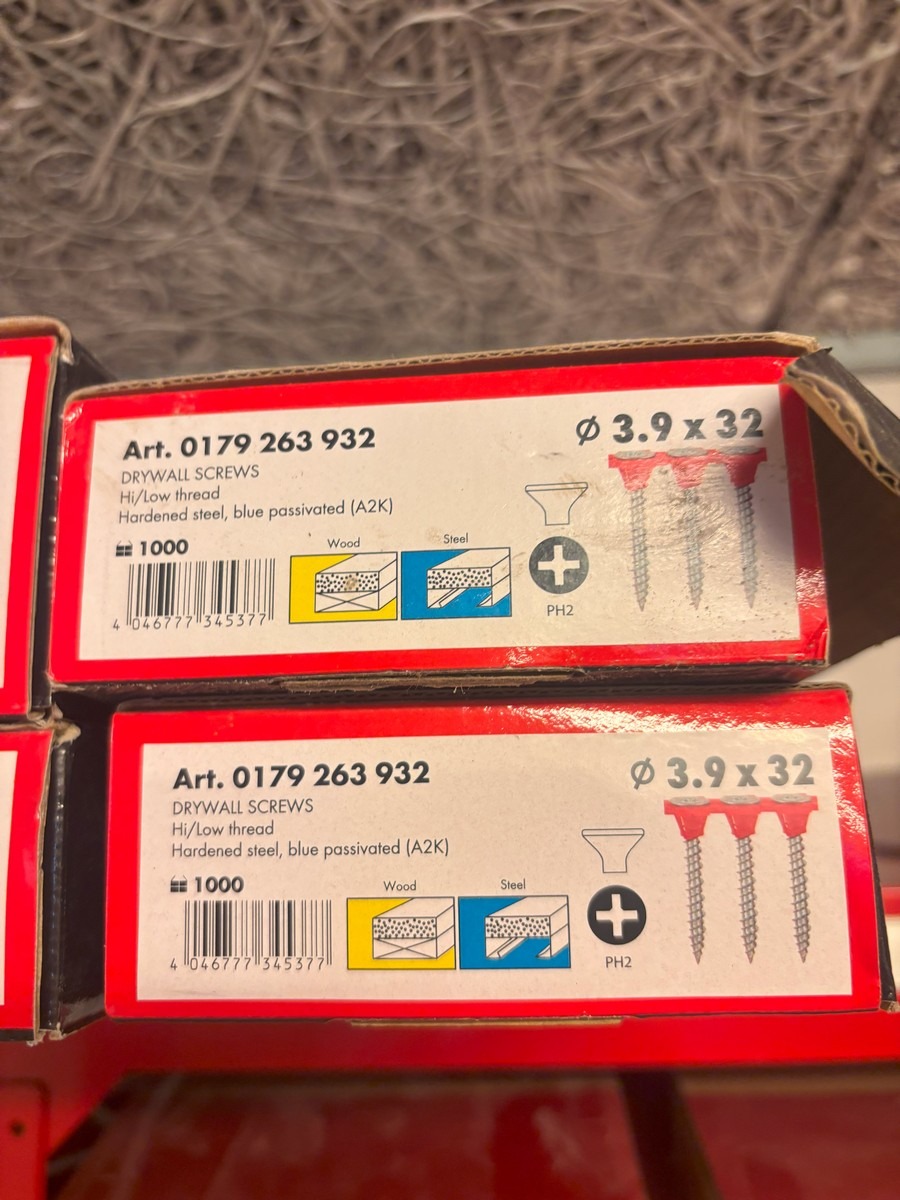 Art. 0179 263 932
Ø 3.9 x 32
DRYWALL SCREWS
Hi/Low thread
Hardened steel, blue passivated (A2K)
1000
Wood
Steel
4 046777 345377
PH2
Art. 0179 263 932
Ø 3.9 x 32
DRYWALL SCREWS
Hi/Low thread
Hardened steel, blue passivated (A2K)
1000
Wood
Steel
4 046777 345377
PH2